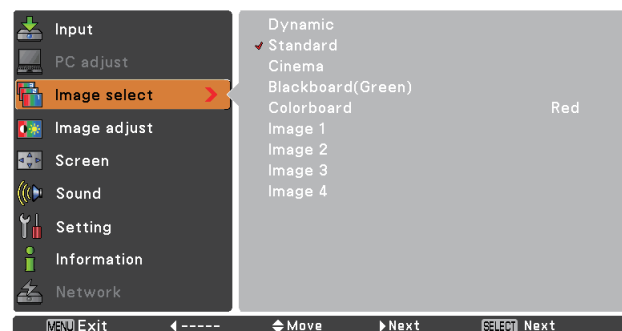 Input
PC adjust
Image select
Image adjust
Screen
Sound
Setting
Information
Network
Dynamic
Standard
Cinema
Blackboard(Green)
Colorboard Red
Image 1
Image 2
Image 3
Image 4
MENU Exit ◀ ----- ◆ Move ▶ Next SELECT Next